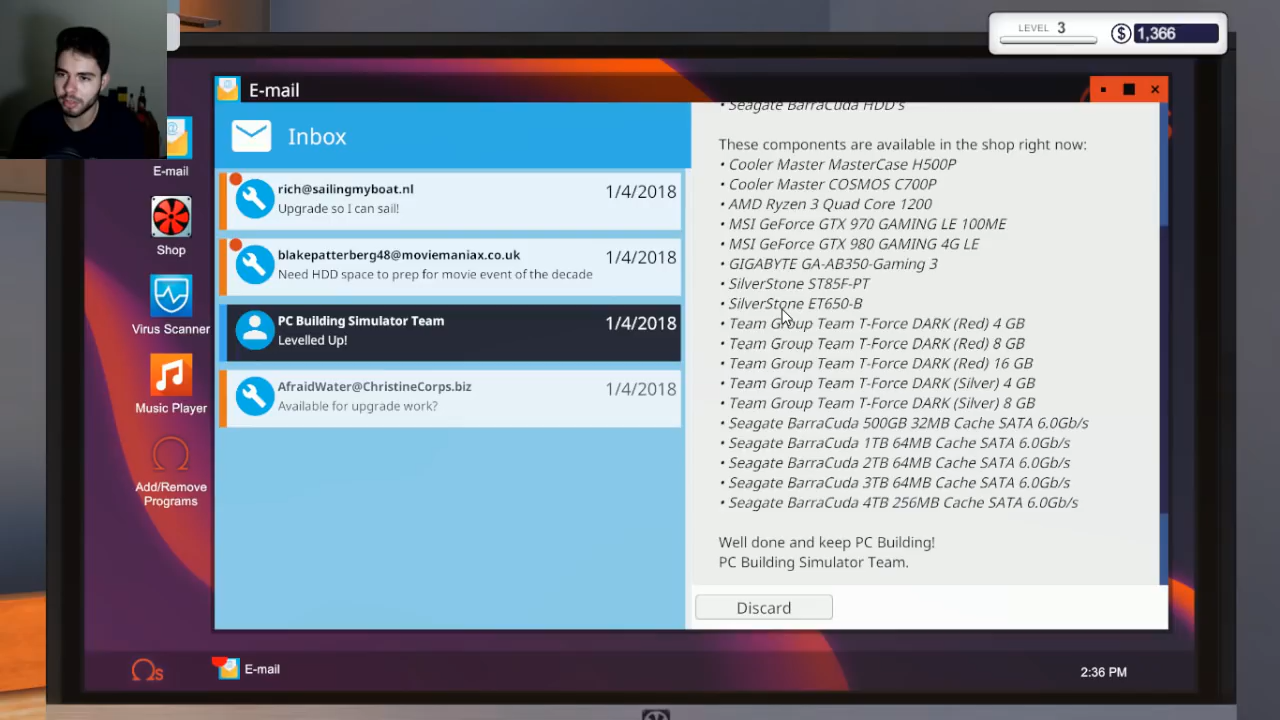 LEVEL 3
$ 1,366
E-mail
Inbox
rich@sailingmyboat.nl 1/4/2018
Upgrade so I can sail!
blakepatterberg48@moviemaniax.co.uk 1/4/2018
Need HDD space to prep for movie event of the decade
PC Building Simulator Team 1/4/2018
Levelled Up!
AfraidWater@ChristineCorps.biz 1/4/2018
Available for upgrade work?
• Seagate BarraCuda HDD's
These components are available in the shop right now:
• Cooler Master MasterCase H500P
• Cooler Master COSMOS C700P
• AMD Ryzen 3 Quad Core 1200
• MSI GeForce GTX 970 GAMING LE 100ME
• MSI GeForce GTX 980 GAMING 4G LE
• GIGABYTE GA-AB350-Gaming 3
• SilverStone ST85F-PT
• SilverStone ET650-B
• Team Group Team T-Force DARK (Red) 4 GB
• Team Group Team T-Force DARK (Red) 8 GB
• Team Group Team T-Force DARK (Red) 16 GB
• Team Group Team T-Force DARK (Silver) 4 GB
• Team Group Team T-Force DARK (Silver) 8 GB
• Seagate BarraCuda 500GB 32MB Cache SATA 6.0Gb/s
• Seagate BarraCuda 1TB 64MB Cache SATA 6.0Gb/s
• Seagate BarraCuda 2TB 64MB Cache SATA 6.0Gb/s
• Seagate BarraCuda 3TB 64MB Cache SATA 6.0Gb/s
• Seagate BarraCuda 4TB 256MB Cache SATA 6.0Gb/s
Well done and keep PC Building!
PC Building Simulator Team.
Discard
E-mail
Shop
Virus Scanner
Music Player
Add/Remove
Programs
Ωs
E-mail
2:36 PM